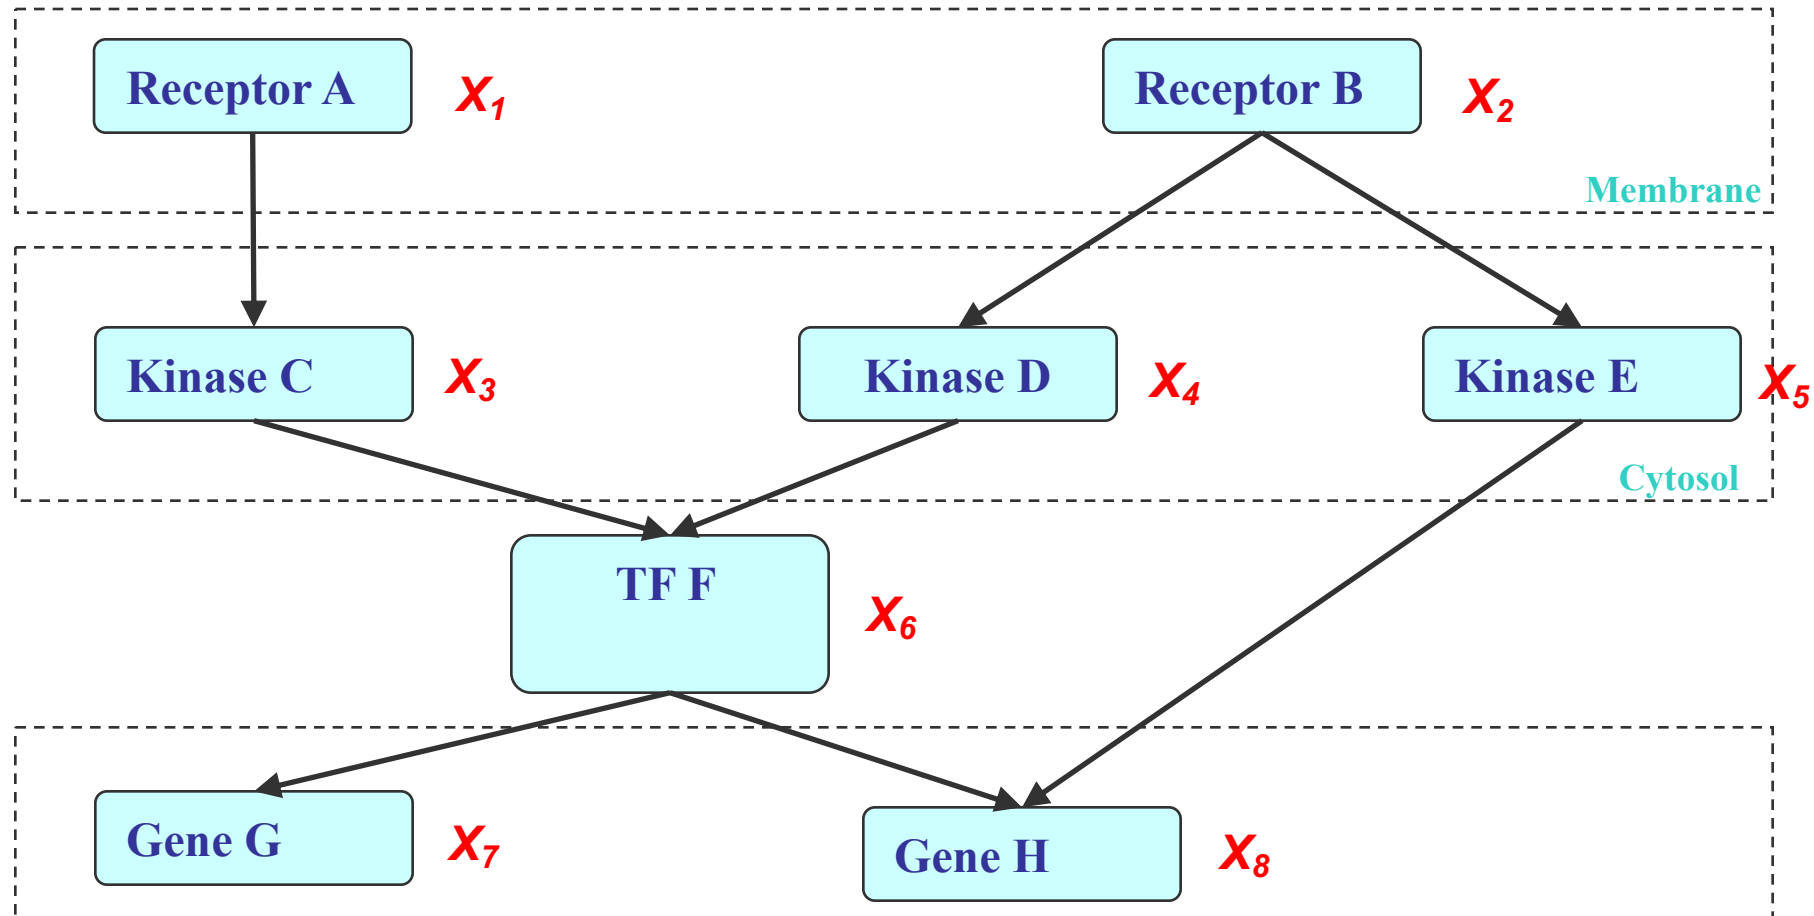 Receptor A
X1
Receptor B
X2
Membrane
Kinase C
X3
Kinase D
X4
Kinase E
X5
Cytosol
TF F
X6
Gene G
X7
Gene H
X8